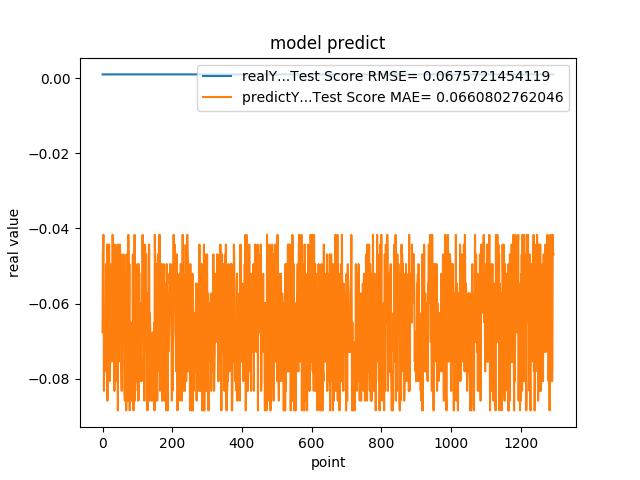 model predict
realY...Test Score RMSE= 0.0675721454119
predictY...Test Score MAE= 0.0660802762046
0.00
−0.02
−0.04
−0.06
−0.08
real value
0 200 400 600 800 1000 1200
point